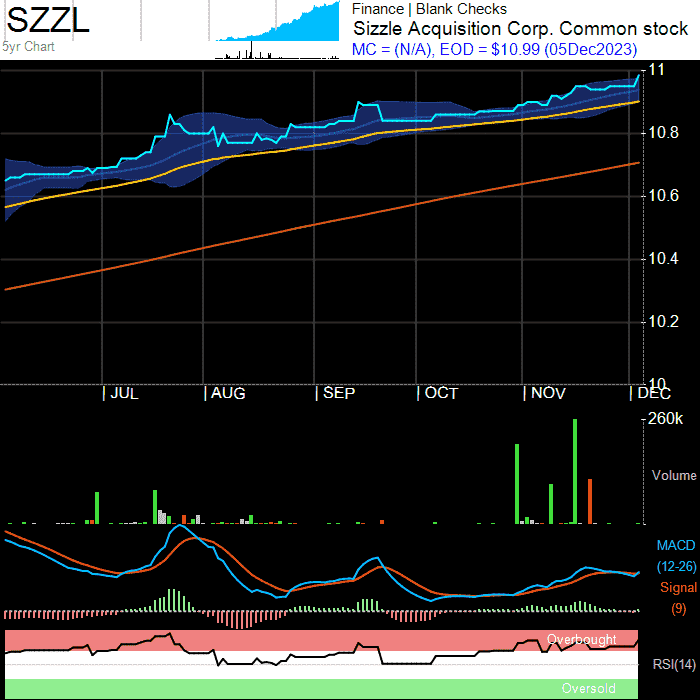 SZZL
5yr Chart
Finance | Blank Checks
Sizzle Acquisition Corp. Common stock
MC = (N/A), EOD = $10.99 (05Dec2023)
11
10.8
10.6
10.4
10.2
10
JUL AUG SEP OCT NOV DEC
260k
Volume
MACD
(12-26)
Signal
(9)
Overbought
RSI(14)
Oversold